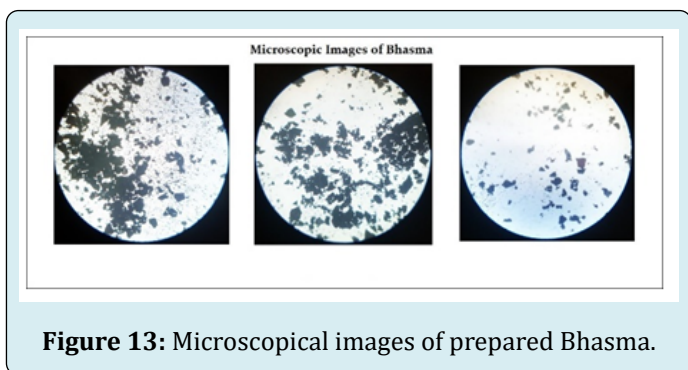 Microscopic Images of Bhasma
Figure 13: Microscopical images of prepared Bhasma.